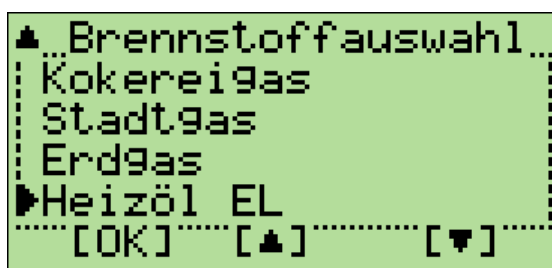 ▲ Brennstoffauswahl
Kokereigas
Stadtgas
Erdgas
▶Heizöl EL
[OK] [▲] [▼]